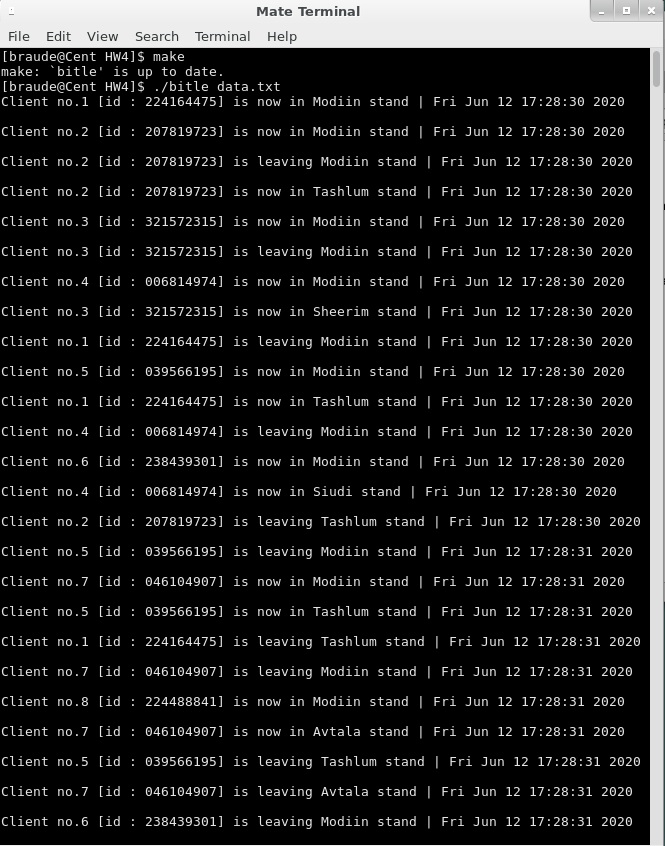 Mate Terminal
File Edit View Search Terminal Help
[braude@Cent HW4]$ make
make: `bitle' is up to date.
[braude@Cent HW4]$ ./bitle data.txt
Client no.1 [id : 224164475] is now in Modiin stand | Fri Jun 12 17:28:30 2020
Client no.2 [id : 207819723] is now in Modiin stand | Fri Jun 12 17:28:30 2020
Client no.2 [id : 207819723] is leaving Modiin stand | Fri Jun 12 17:28:30 2020
Client no.2 [id : 207819723] is now in Tashlum stand | Fri Jun 12 17:28:30 2020
Client no.3 [id : 321572315] is now in Modiin stand | Fri Jun 12 17:28:30 2020
Client no.3 [id : 321572315] is leaving Modiin stand | Fri Jun 12 17:28:30 2020
Client no.4 [id : 006814974] is now in Modiin stand | Fri Jun 12 17:28:30 2020
Client no.3 [id : 321572315] is now in Sheerim stand | Fri Jun 12 17:28:30 2020
Client no.1 [id : 224164475] is leaving Modiin stand | Fri Jun 12 17:28:30 2020
Client no.5 [id : 039566195] is now in Modiin stand | Fri Jun 12 17:28:30 2020
Client no.1 [id : 224164475] is now in Tashlum stand | Fri Jun 12 17:28:30 2020
Client no.4 [id : 006814974] is leaving Modiin stand | Fri Jun 12 17:28:30 2020
Client no.6 [id : 238439301] is now in Modiin stand | Fri Jun 12 17:28:30 2020
Client no.4 [id : 006814974] is now in Siudi stand | Fri Jun 12 17:28:30 2020
Client no.2 [id : 207819723] is leaving Tashlum stand | Fri Jun 12 17:28:30 2020
Client no.5 [id : 039566195] is leaving Modiin stand | Fri Jun 12 17:28:31 2020
Client no.7 [id : 046104907] is now in Modiin stand | Fri Jun 12 17:28:31 2020
Client no.5 [id : 039566195] is now in Tashlum stand | Fri Jun 12 17:28:31 2020
Client no.1 [id : 224164475] is leaving Tashlum stand | Fri Jun 12 17:28:31 2020
Client no.7 [id : 046104907] is leaving Modiin stand | Fri Jun 12 17:28:31 2020
Client no.8 [id : 224488841] is now in Modiin stand | Fri Jun 12 17:28:31 2020
Client no.7 [id : 046104907] is now in Avtala stand | Fri Jun 12 17:28:31 2020
Client no.5 [id : 039566195] is leaving Tashlum stand | Fri Jun 12 17:28:31 2020
Client no.7 [id : 046104907] is leaving Avtala stand | Fri Jun 12 17:28:31 2020
Client no.6 [id : 238439301] is leaving Modiin stand | Fri Jun 12 17:28:31 2020